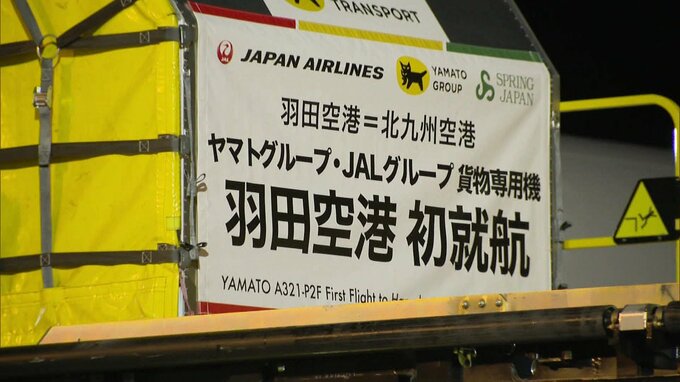 TRANSPORT
JAPAN AIRLINES
YAMATO GROUP
SPRING JAPAN
羽田空港=北九州空港
ヤマトグループ・JALグループ 貨物専用機
羽田空港 初就航
YAMATO A321-P2F First Flight to